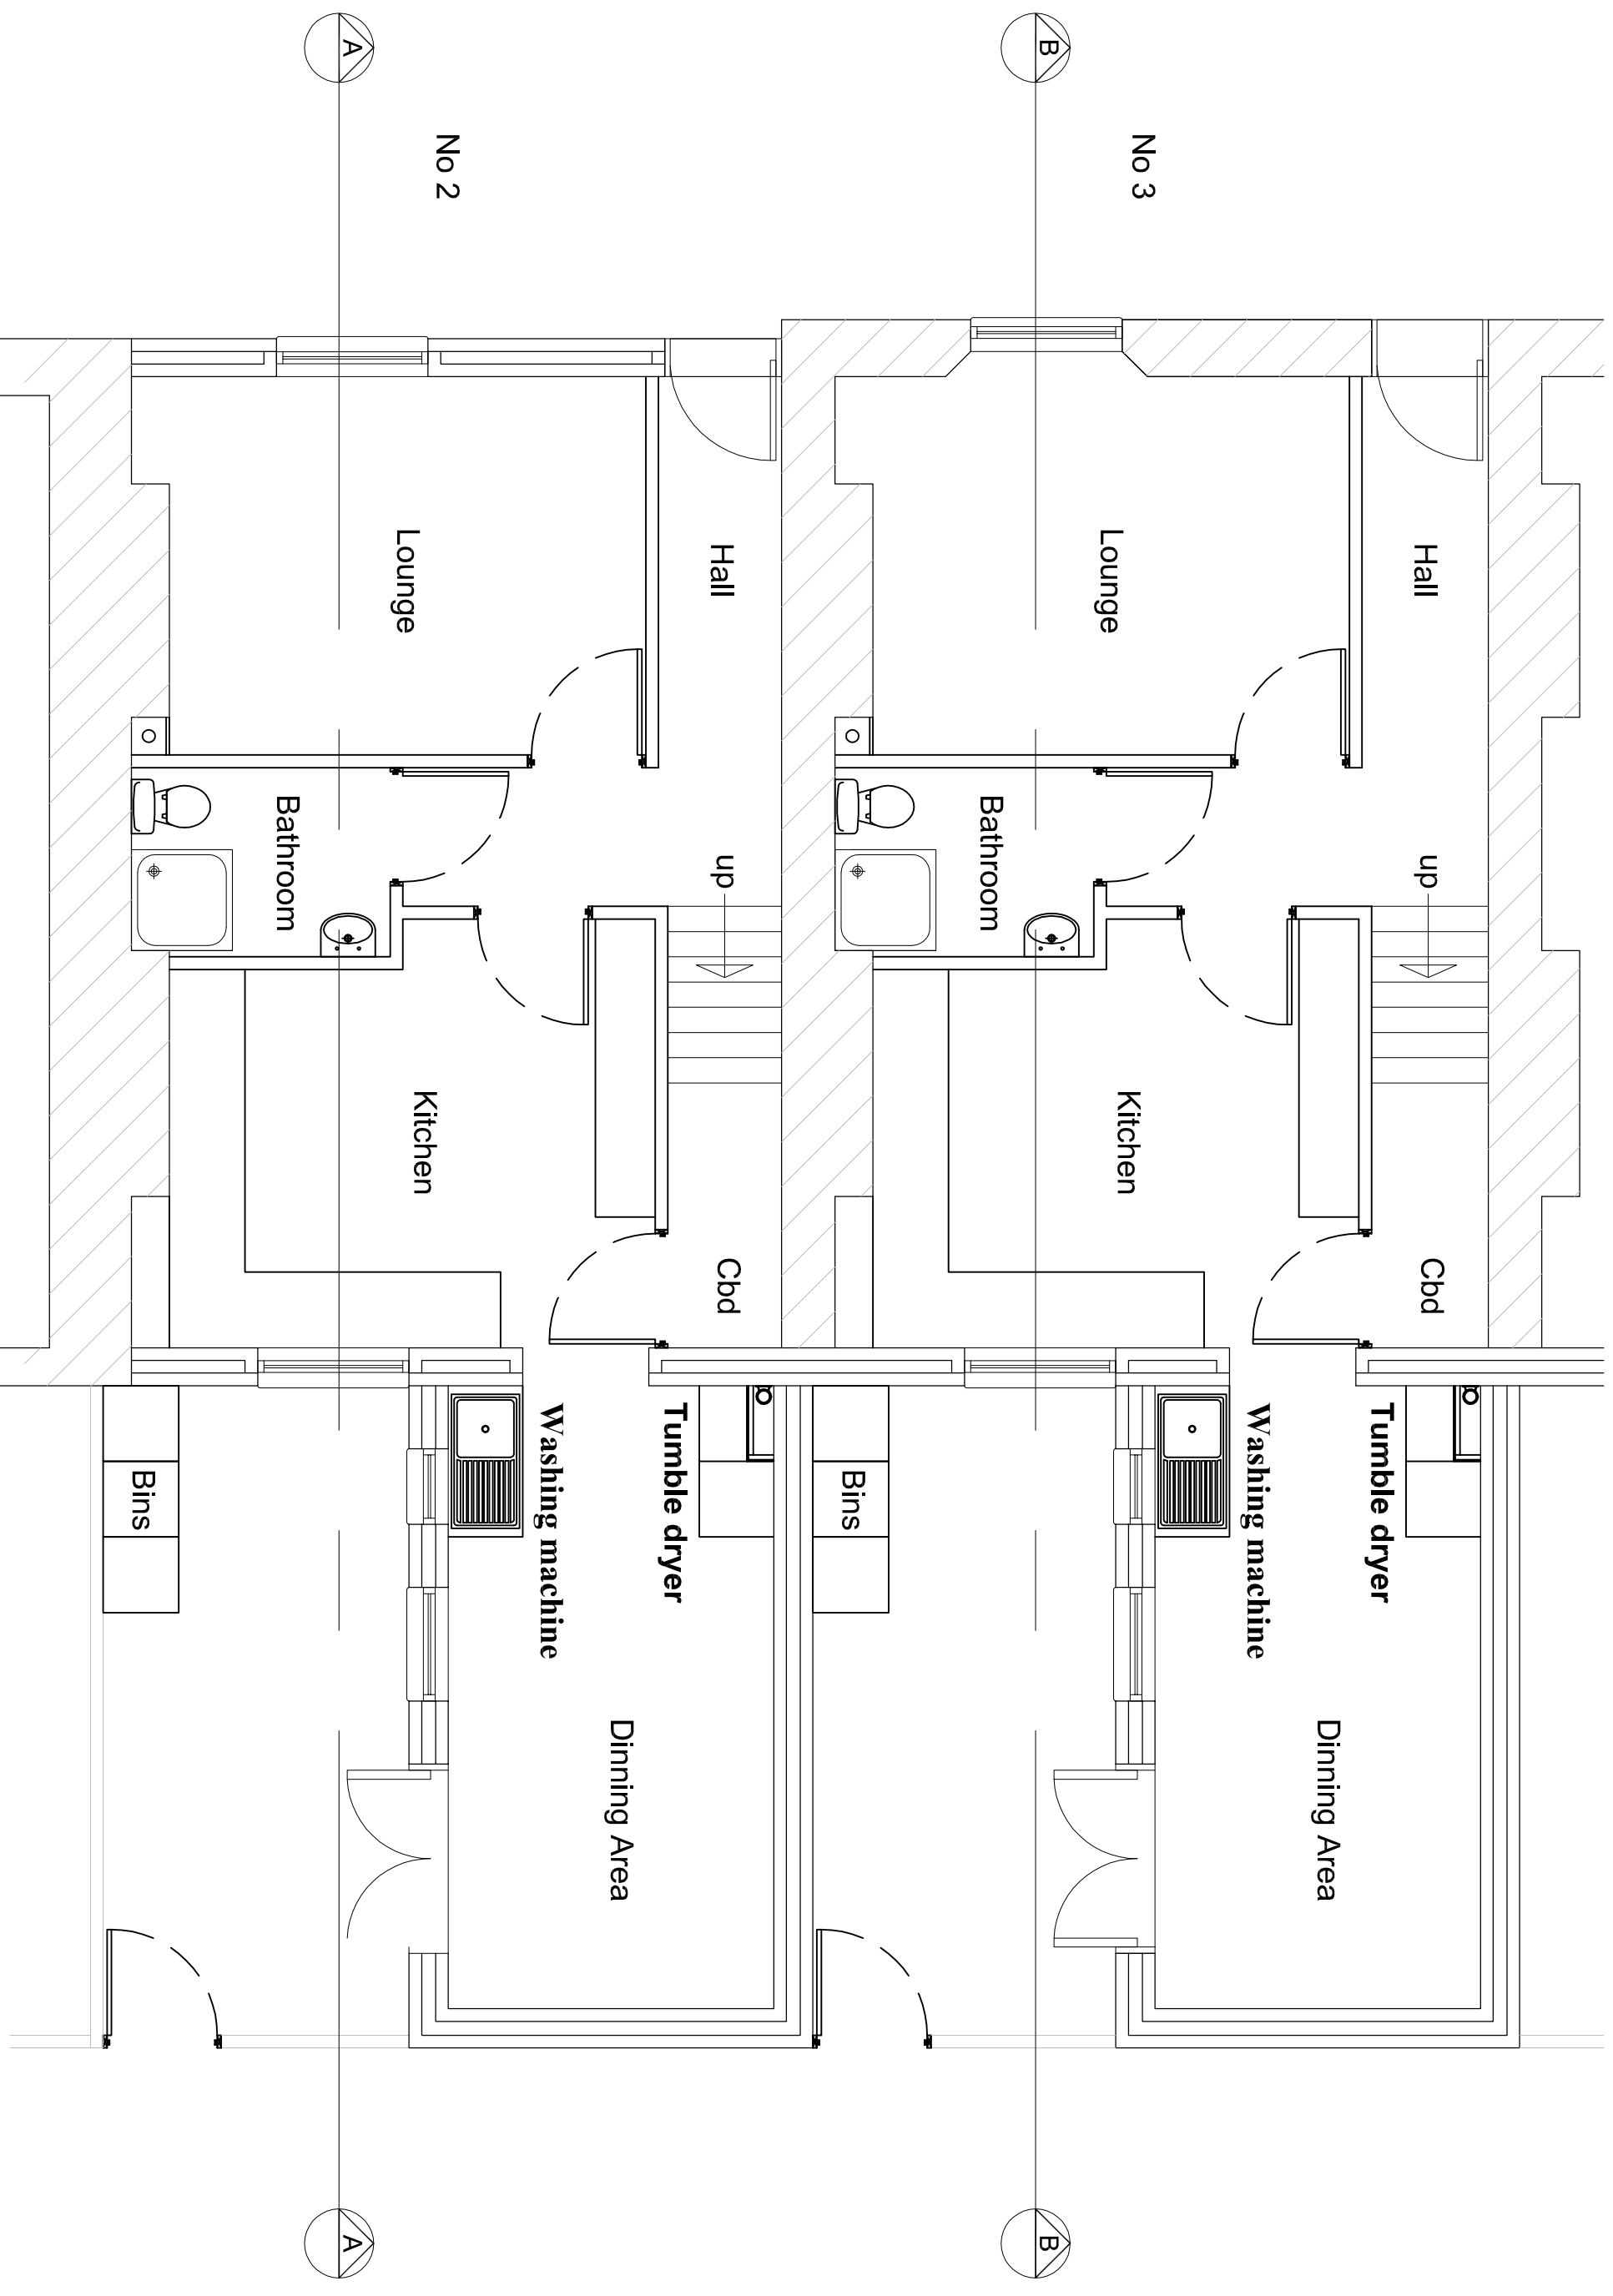 B
No 3
Hall
Lounge
up
Bathroom
Kitchen
Cbd
Tumble dryer
Washing machine
Bins
Dinning Area
B
A
No 2
Hall
Lounge
up
Bathroom
Kitchen
Cbd
Tumble dryer
Washing machine
Bins
Dinning Area
A